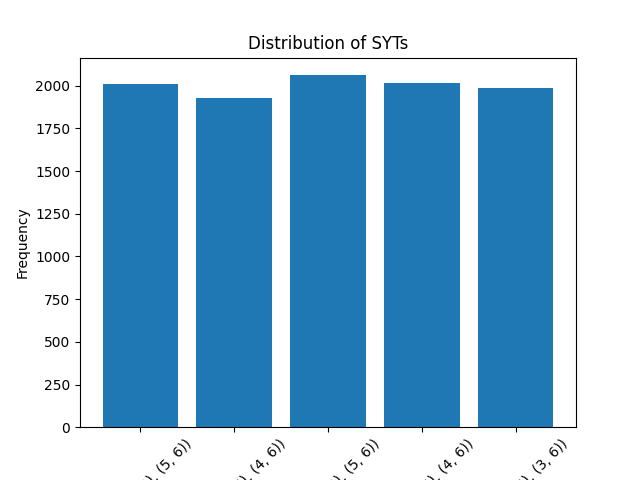 Distribution of SYTs
Frequency
2000
1750
1500
1250
1000
750
500
250
0
), (5, 6))
), (4, 6))
), (5, 6))
), (4, 6))
), (3, 6))